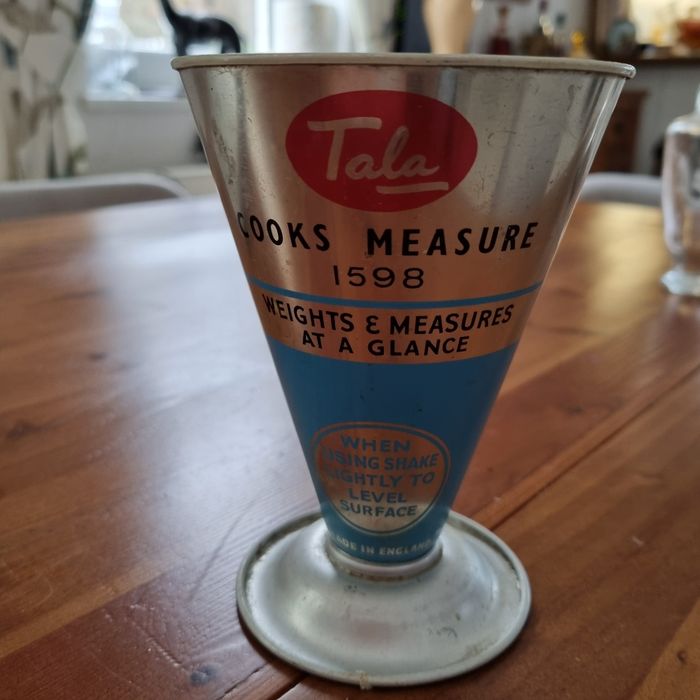 Tala
COOKS MEASURE
1598
WEIGHTS & MEASURES
AT A GLANCE
WHEN
USING SHAKE
LIGHTLY TO
LEVEL
SURFACE
MADE IN ENGLAND